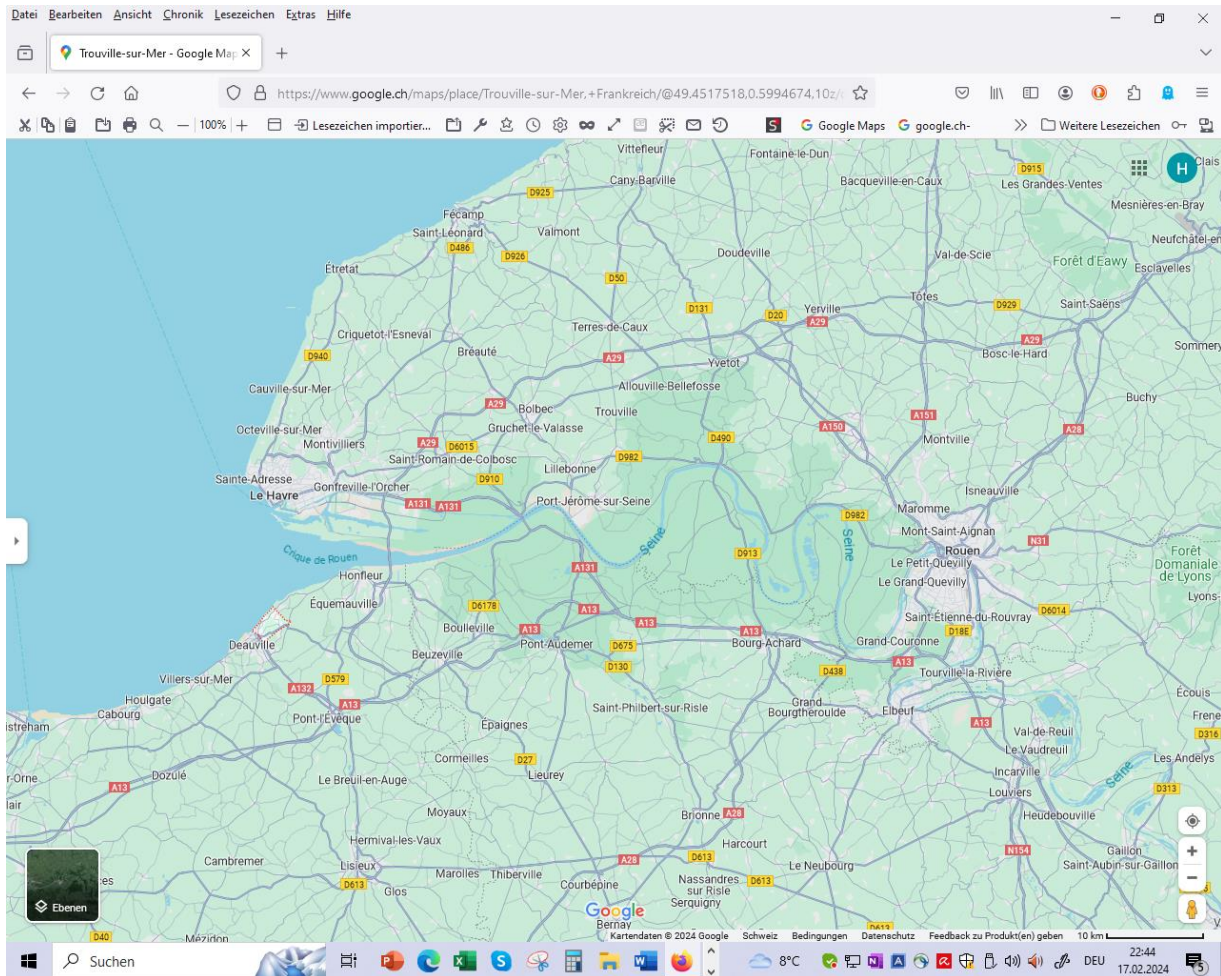 Datei Bearbeiten Ansicht Chronik Lesezeichen Extras Hilfe
Trouville-sur-Mer - Google Map
https://www.google.ch/maps/place/Trouville-sur-Mer,+Frankreich/@49.4517518,0.5994674,10z/
100% Lesezeichen importier... Google Maps google.ch- Weitere Lesezeichen
Vittefleur Fontaine-le-Dun D915 H Clais
Cany-Barville Bacqueville-en-Caux Les Grandes-Ventes
D925 Mesnières-en-Bray
Fécamp
Saint-Léonard Valmont Neufchâtel-en
D486 D926 Doudeville Val-de-Scie Forêt d'Eawy Esclavelles
Étretat D50
Tôtes D929 Saint-Saëns
D131 D20 Yerville A29
Criquetot-l'Esneval Terres-de-Caux A29 Sommery
D940 Bréauté A29 Yvetot Bosc-le-Hard
Cauville-sur-Mer Allouville-Bellefosse Buchy
A29 Bolbec Trouville A151
Octeville-sur-Mer Gruchet-le-Valasse A150 A28
Montivilliers A29 D6015 D490 Montville
Saint-Romain-de-Colbosc D982
Sainte-Adresse D910 Lillebonne
Le Havre Gonfreville-l'Orcher Isneauville
A131 A131 Port-Jérôme-sur-Seine Maromme
D982 Mont-Saint-Aignan
Crique de Rouen Seine D913 Seine Rouen N31 Forêt Domaniale de Lyons
Honfleur A131 Le Petit-Quevilly
Le Grand-Quevilly
Équemauville D6178 A13 Lyons-
Saint-Étienne-du-Rouvray D6014
Deauville Boulleville A13 A13 A13 D18E
Beuzeville Pont-Audemer D675 Bourg-Achard Grand-Couronne
D130 D438 A13 Tourville-la-Rivière
Villers-sur-Mer A132 D579
Houlgate Écouis
Cabourg A13 Saint-Philbert-sur-Risle Grand Bourgtheroulde Elbeuf
istreham Pont-l'Évêque Épaignes A13 Val-de-Reuil Frene
D316
Cormeilles D27 Le Vaudreuil Les Andelys
r-Orne Dozulé Le Breuil-en-Auge Lieurey Incarville Seine
A13 Louviers D313
lair Moyaux Brionne A28 Heudebouville
Hermival-les-Vaux Harcourt N154 Gaillon
Cambremer Lisieux A28 D613 Le Neubourg Saint-Aubin-sur-Gaillon
Marolles Thiberville
D613 Glos Courbépine Nassandres sur Risle D613
Ebenen Serquigny
Google
Bernay
D40 Mézidon D613
Kartendaten © 2024 Google Schweiz Bedingungen Datenschutz Feedback zu Produkt(en) geben 10 km
Suchen 8°C DEU 22:44
17.02.2024